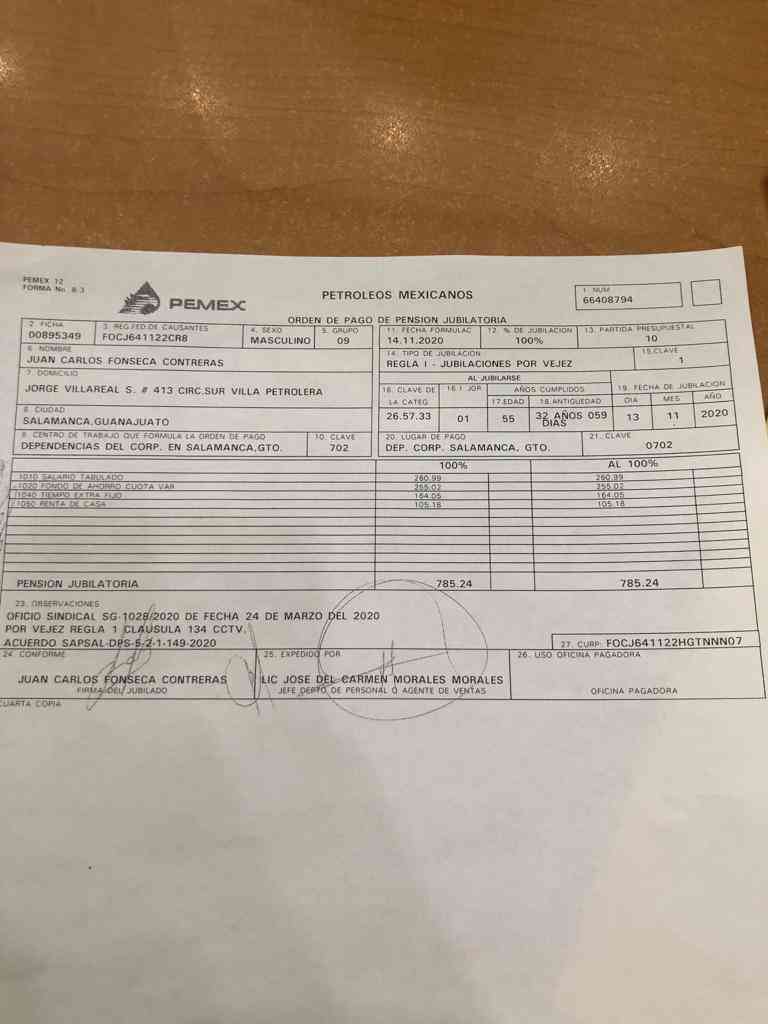 PEMEX 12
FORMA No. 8-3
PEMEX
PETROLEOS MEXICANOS
1. NUM
66408794
ORDEN DE PAGO DE PENSION JUBILATORIA
2. FICHA
00895349
3. REG.FED.DE CAUSANTES
FOCJ641122CR8
4. SEXO
MASCULINO
5. GRUPO
09
11. FECHA FORMULAC
14.11.2020
12. % DE JUBILACION
100%
13. PARTIDA PRESUPUESTAL
10
6. NOMBRE
JUAN CARLOS FONSECA CONTRERAS
14. TIPO DE JUBILACION
REGLA I - JUBILACIONES POR VEJEZ
15.CLAVE
1
7. DOMICILIO
JORGE VILLAREAL S. # 413 CIRC.SUR VILLA PETROLERA
AL JUBILARSE
16. CLAVE DE LA CATEG
26.57.33
16.1 JOR
01
AÑOS CUMPLIDOS
17.EDAD
55
18.ANTIGUEDAD
32 AÑOS 059 DIAS
19. FECHA DE JUBILACION
DIA MES AÑO
13 11 2020
8. CIUDAD
SALAMANCA,GUANAJUATO
9. CENTRO DE TRABAJO QUE FORMULA LA ORDEN DE PAGO
DEPENDENCIAS DEL CORP. EN SALAMANCA,GTO.
10. CLAVE
702
20. LUGAR DE PAGO
DEP. CORP. SALAMANCA, GTO.
21. CLAVE
0702
100% AL 100%
1010 SALARIO TABULADO 260.99 260.99
1020 FONDO DE AHORRO CUOTA VAR 255.02 255.02
1040 TIEMPO EXTRA FIJO 164.05 164.05
1050 RENTA DE CASA 105.18 105.18
PENSION JUBILATORIA 785.24 785.24
23. OBSERVACIONES
OFICIO SINDICAL SG-1028/2020 DE FECHA 24 DE MARZO DEL 2020
POR VEJEZ REGLA 1 CLAUSULA 134 CCTV.
ACUERDO SAPSAL-DPS-5-2-1-149-2020
27. CURP: FOCJ641122HGTNNN07
24. CONFORME
JUAN CARLOS FONSECA CONTRERAS
FIRMA DEL JUBILADO
25. EXPEDIDO POR
LIC JOSE DEL CARMEN MORALES MORALES
JEFE DEPTO DE PERSONAL O AGENTE DE VENTAS
26. USO OFICINA PAGADORA
OFICINA PAGADORA
CUARTA COPIA